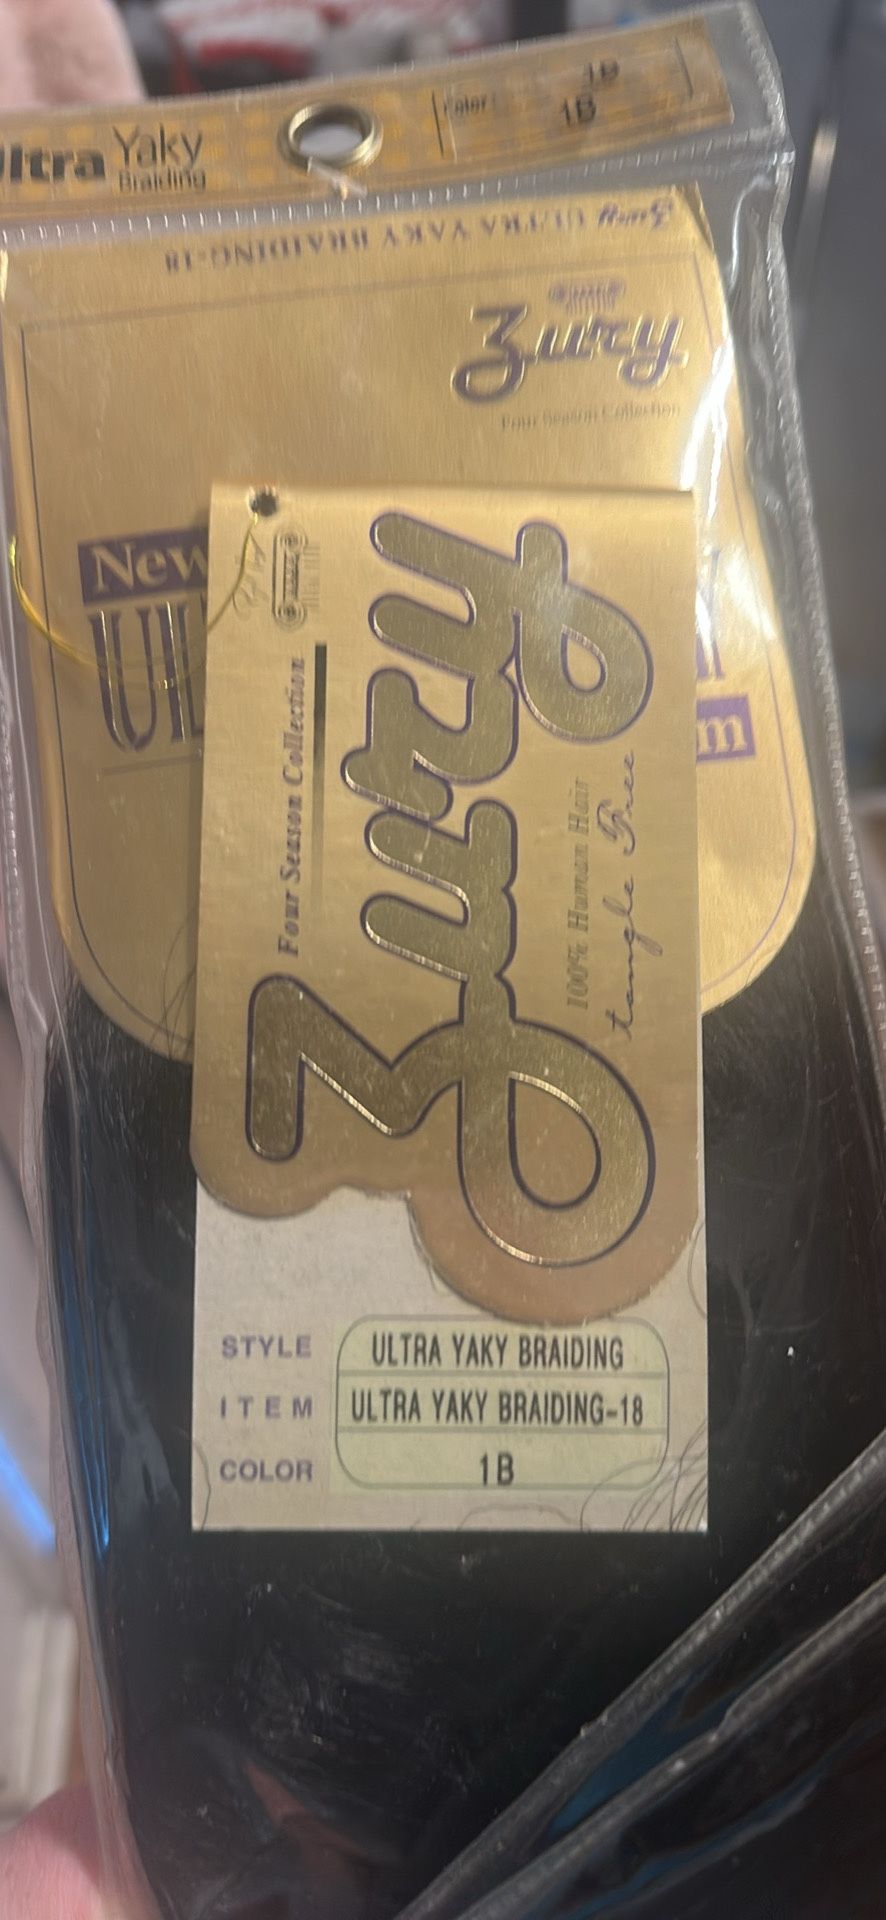 Ultra Yaky
Braiding
Color:
1B
1B
Zury ULTRA YAKY BRAIDING-18
Zury
Four Season Collection
New
Ul
m
Four Season Collection
Zury
100% Human Hair
tangle Free
STYLE ULTRA YAKY BRAIDING
ITEM ULTRA YAKY BRAIDING-18
COLOR 1B